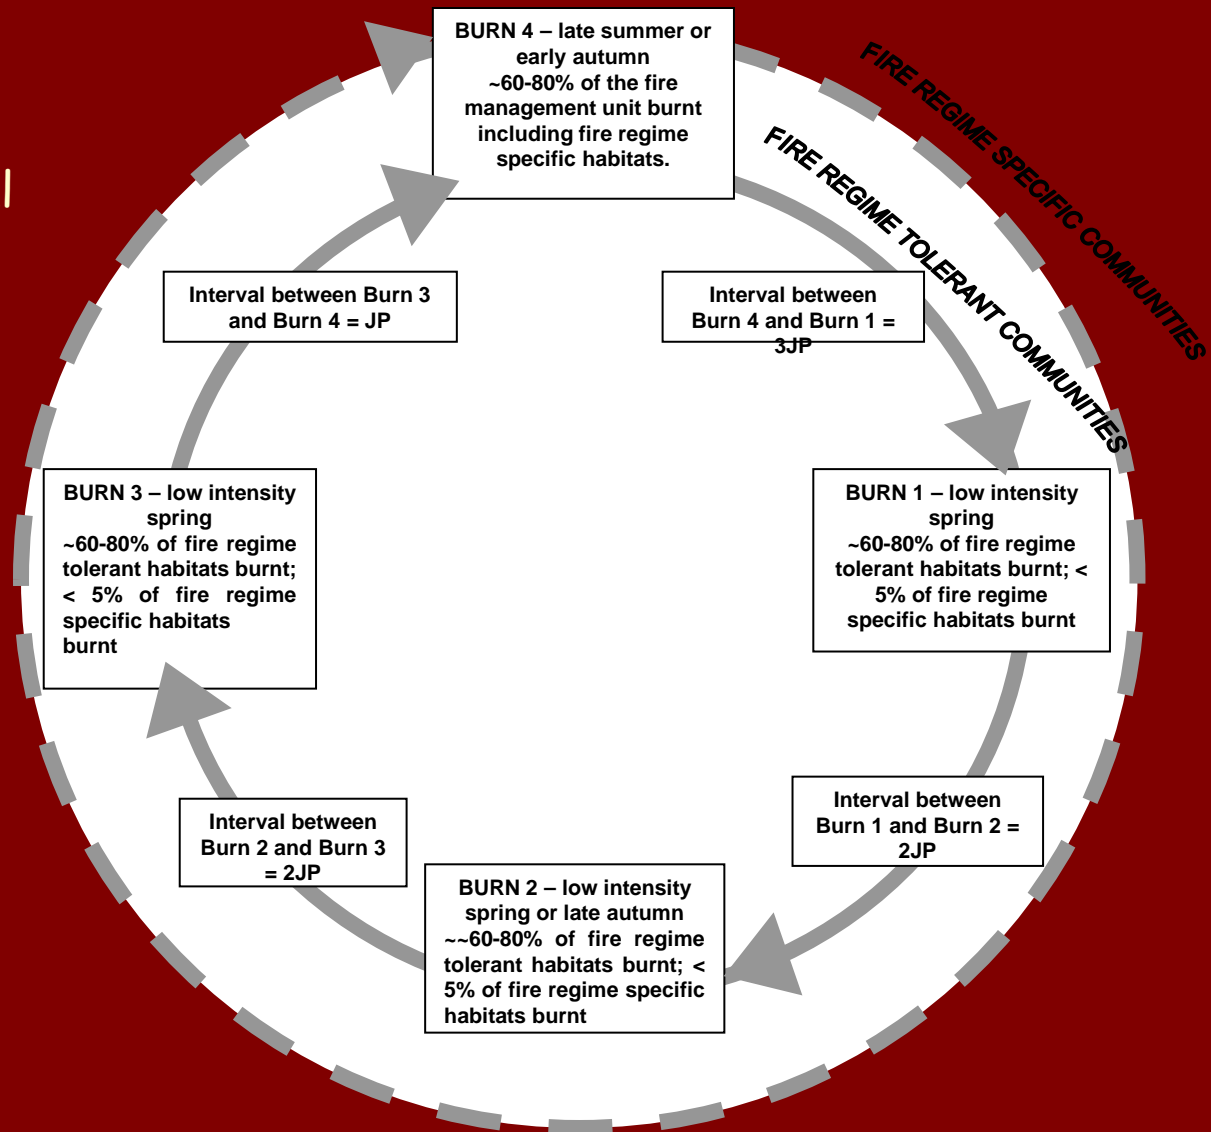 BURN 4 – late summer or
early autumn
~60-80% of the fire
management unit burnt
including fire regime
specific habitats.
FIRE REGIME SPECIFIC COMMUNITIES
FIRE REGIME TOLERANT COMMUNITIES
Interval between Burn 3
and Burn 4 = JP
Interval between
Burn 4 and Burn 1 =
3JP
BURN 3 – low intensity
spring
~60-80% of fire regime
tolerant habitats burnt;
< 5% of fire regime
specific habitats
burnt
BURN 1 – low intensity
spring
~60-80% of fire regime
tolerant habitats burnt; <
5% of fire regime
specific habitats burnt
Interval between
Burn 2 and Burn 3
= 2JP
Interval between
Burn 1 and Burn 2 =
2JP
BURN 2 – low intensity
spring or late autumn
~~60-80% of fire regime
tolerant habitats burnt; <
5% of fire regime specific
habitats burnt